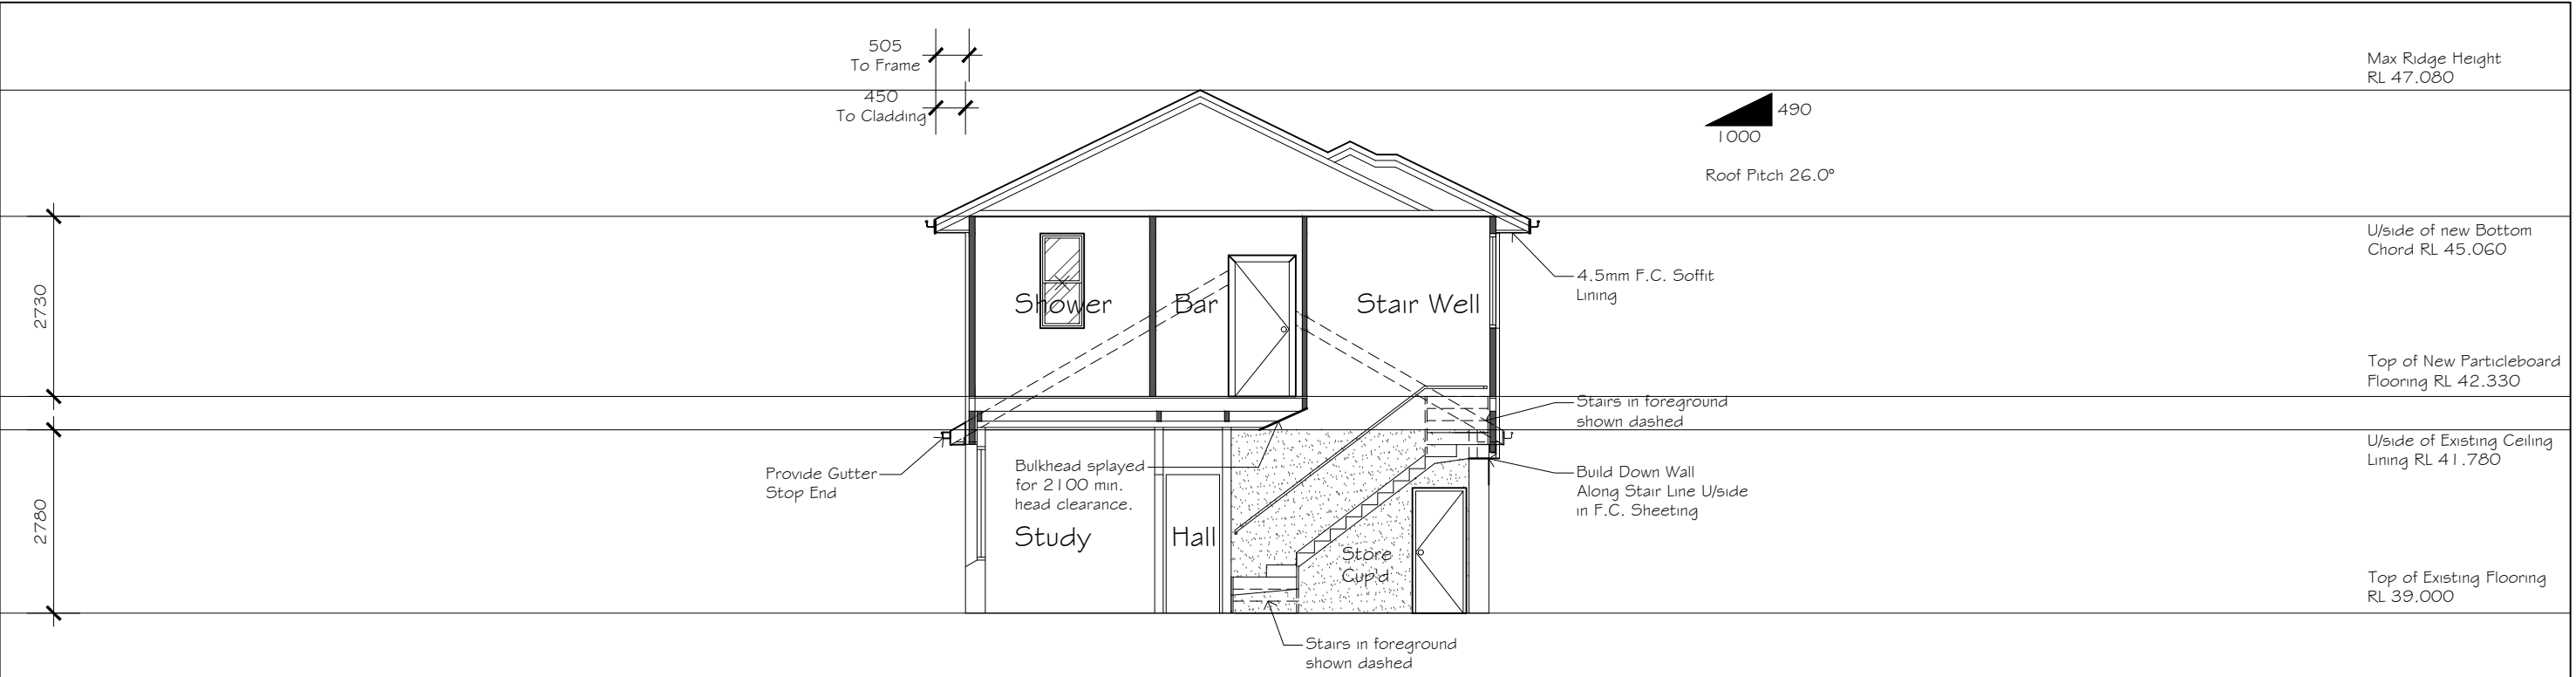 505
To Frame
450
To Cladding
Max Ridge Height
RL 47.080
490
1000
Roof Pitch 26.0°
U/side of new Bottom
Chord RL 45.060
4.5mm F.C. Soffit
Lining
2730
Shower
Bar
Stair Well
Top of New Particleboard
Flooring RL 42.330
Stairs in foreground
shown dashed
U/side of Existing Ceiling
Lining RL 41.780
Provide Gutter
Stop End
Bulkhead splayed
for 2100 min.
head clearance.
Build Down Wall
Along Stair Line U/side
in F.C. Sheeting
2780
Study
Hall
Store
Cup'd
Top of Existing Flooring
RL 39.000
Stairs in foreground
shown dashed